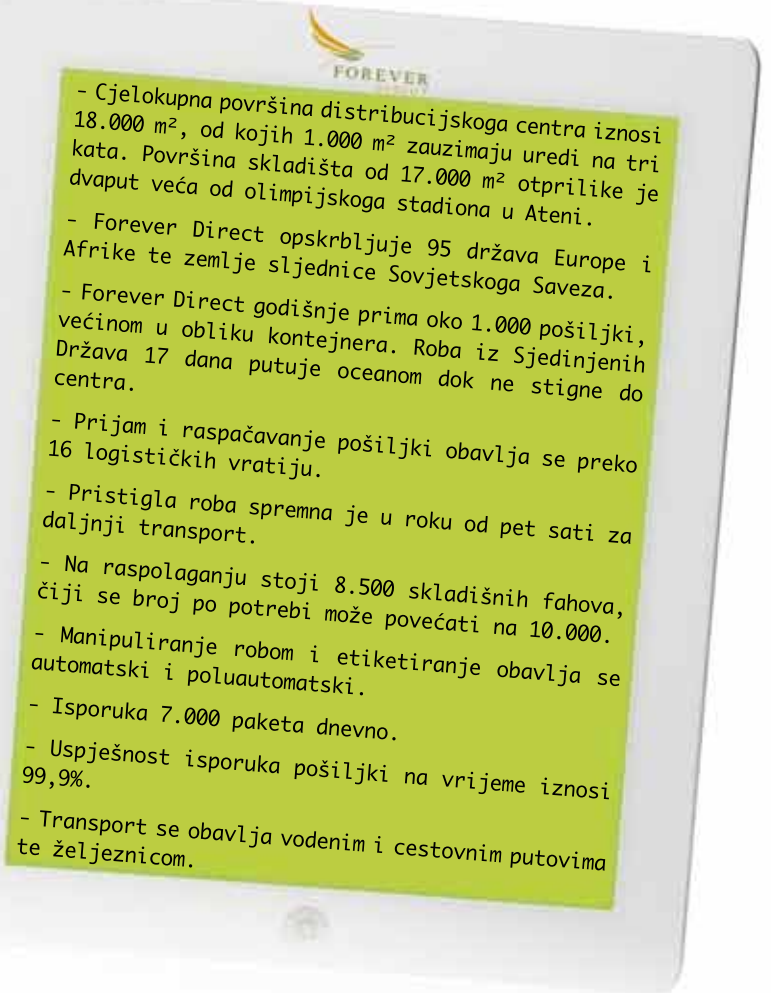 FOREVER
- Cjelokupna površina distribucijskoga centra iznosi
18.000 m², od kojih 1.000 m² zauzimaju uredi na tri
kata. Površina skladišta od 17.000 m² otprilike je
dvaput veća od olimpijskoga stadiona u Ateni.
- Forever Direct opskrbljuje 95 država Europe i
Afrike te zemlje sljednice Sovjetskoga Saveza.
- Forever Direct godišnje prima oko 1.000 pošiljki,
većinom u obliku kontejnera. Roba iz Sjedinjenih
Država 17 dana putuje oceanom dok ne stigne do
centra.
- Prijam i raspačavanje pošiljki obavlja se preko
16 logističkih vratiju.
- Pristigla roba spremna je u roku od pet sati za
daljnji transport.
- Na raspolaganju stoji 8.500 skladišnih fahova,
čiji se broj po potrebi može povećati na 10.000.
- Manipuliranje robom i etiketiranje obavlja se
automatski i poluautomatski.
- Isporuka 7.000 paketa dnevno.
- Uspješnost isporuka pošiljki na vrijeme iznosi
99,9%.
- Transport se obavlja vodenim i cestovnim putovima
te željeznicom.